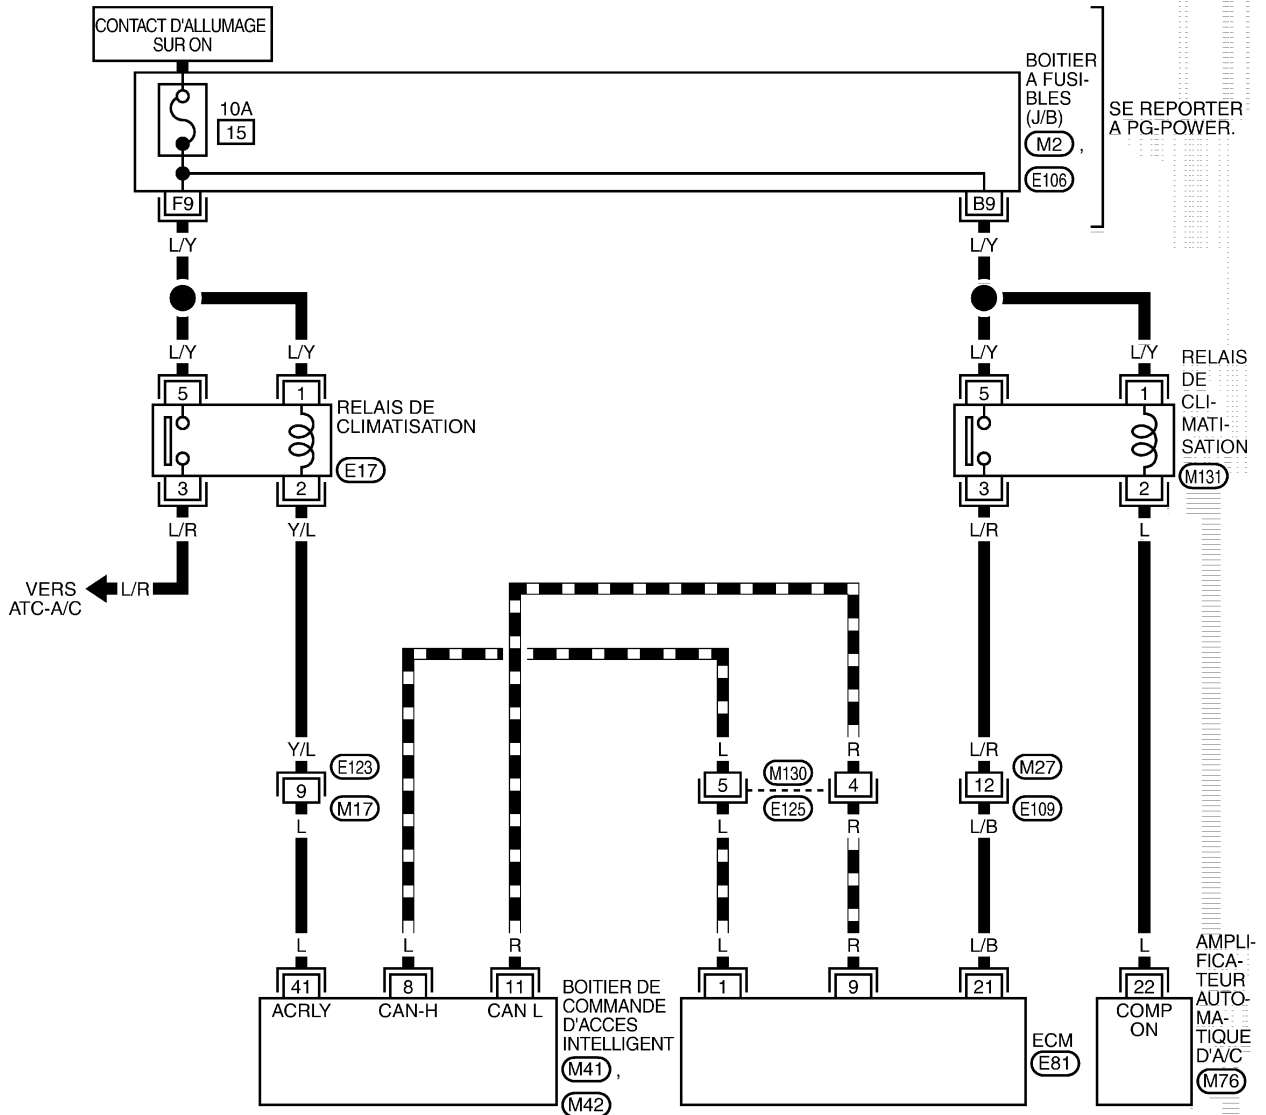 CONTACT D'ALLUMAGE
SUR ON
10A
15
BOITIER
A FUSI-
BLES
(J/B)
M2 ,
E106
SE REPORTER
A PG-POWER.
F9
B9
L/Y
L/Y
L/Y
L/Y
L/Y
L/Y
5
1
5
1
RELAIS DE
CLIMATISATION
E17
RELAIS
DE
CLI-
MATI-
SATION
M131
3
2
3
2
L/R
Y/L
L/R
L
VERS
ATC-A/C
L/R
Y/L
L
R
L/R
9
E123
M17
5
M130
E125
4
12
M27
E109
L
L
R
L/B
L
L
R
L
R
L/B
L
41
8
11
1
9
21
22
ACRLY
CAN-H
CAN L
BOITIER DE
COMMANDE
D'ACCES
INTELLIGENT
M41 ,
M42
ECM
E81
COMP
ON
AMPLI-
FICA-
TEUR
AUTO-
MA-
TIQUE
D'A/C
M76